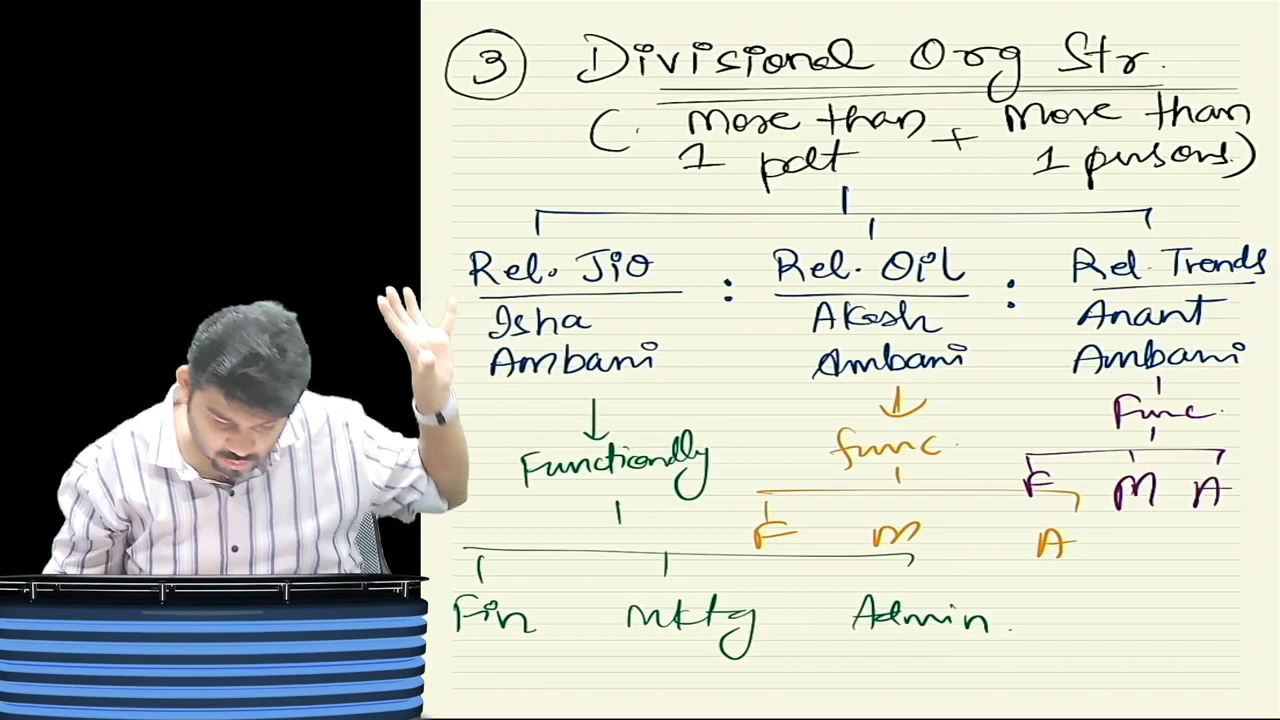 3 Divisional Org Str.
(. More than 1 pdt + More than 1 persons.)
Rel. Jio : Rel. Oil : Rel. Trends
Isha Ambani
Akash Ambani
Anant Ambani
Functionally
func.
Func.
F M A
F M A
Fin Mktg Admin.